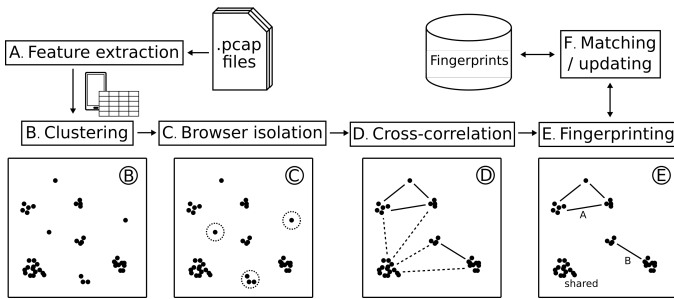 A. Feature extraction
.pcap
files
Fingerprints
F. Matching
/ updating
B. Clustering
C. Browser isolation
D. Cross-correlation
E. Fingerprinting
B
C
D
E
A
B
shared